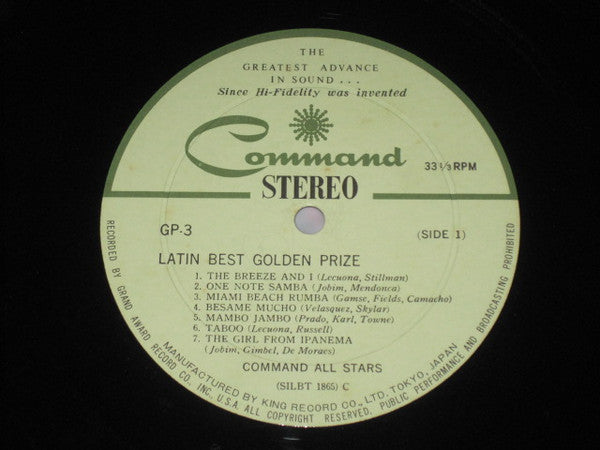 THE
GREATEST ADVANCE
IN SOUND...
Since Hi-Fidelity was invented
Command
33 1/3 RPM
STEREO
GP-3
(SIDE 1)
LATIN BEST GOLDEN PRIZE
1. THE BREEZE AND I (Lecuona, Stillman)
2. ONE NOTE SAMBA (Jobim, Mendonca)
3. MIAMI BEACH RUMBA (Gamse, Fields, Camacho)
4. BESAME MUCHO (Velasquez, Skylar)
5. MAMBO JAMBO (Prado, Karl, Towne)
6. TABOO (Lecuona, Russell)
7. THE GIRL FROM IPANEMA
(Jobim, Gimbel, De Moraes)
COMMAND ALL STARS
(SILBT 1865) C
MANUFACTURED BY KING RECORD CO., LTD. TOKYO, JAPAN
RECORDED BY GRAND AWARD RECORD CO. INC. U.S.A. ALL COPYRIGHT RESERVED. PUBLIC PERFORMANCE AND BROADCASTING PROHIBITED